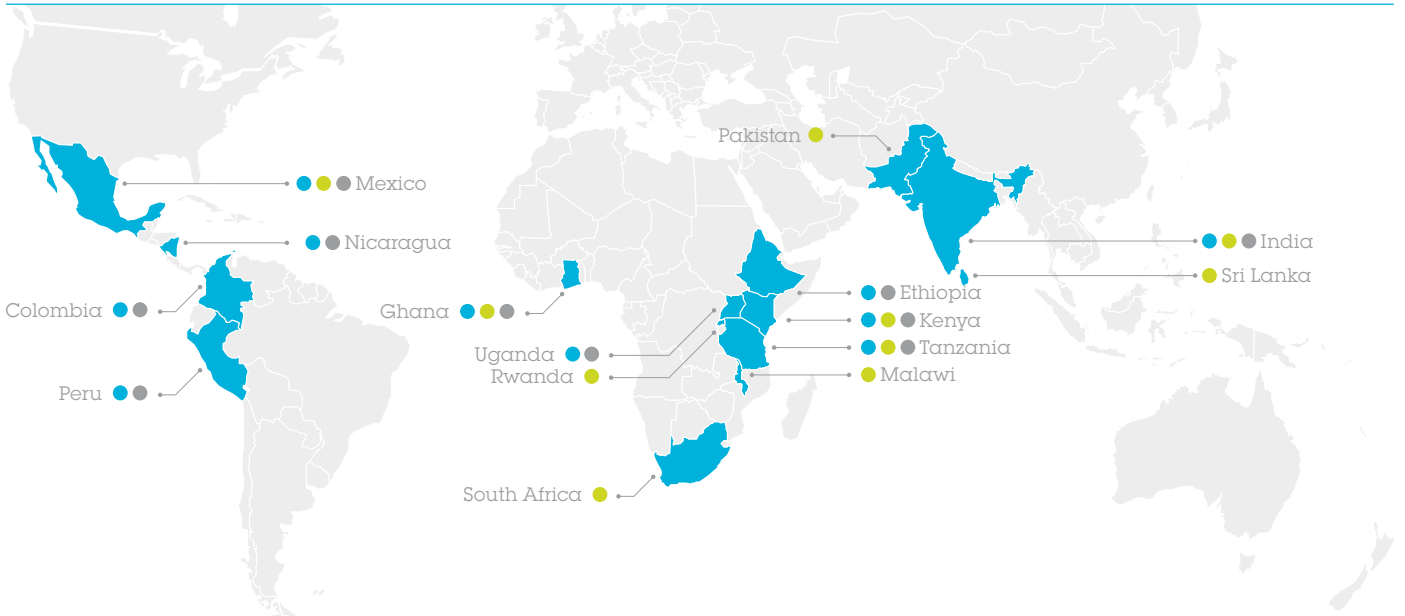 Pakistan
Mexico
Nicaragua
India
Sri Lanka
Colombia
Ghana
Ethiopia
Kenya
Uganda
Tanzania
Rwanda
Malawi
Peru
South Africa